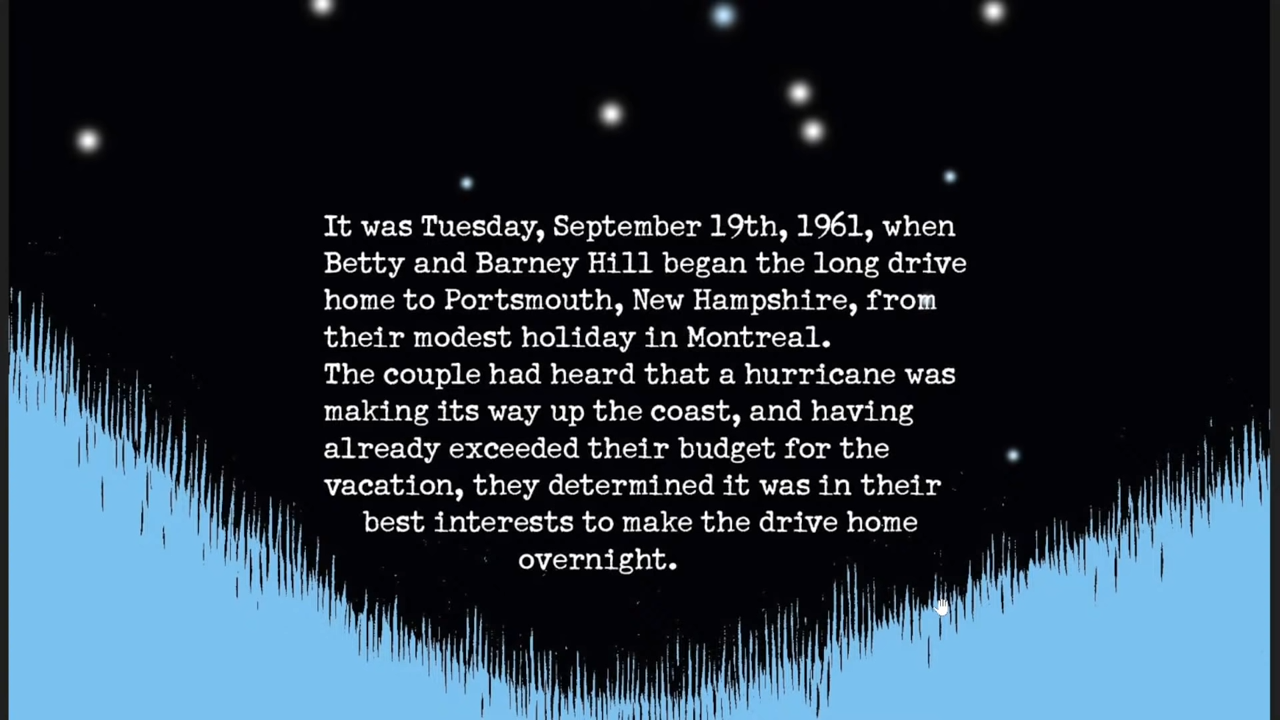 It was Tuesday, September 19th, 1961, when
Betty and Barney Hill began the long drive
home to Portsmouth, New Hampshire, from
their modest holiday in Montreal.
The couple had heard that a hurricane was
making its way up the coast, and having
already exceeded their budget for the
vacation, they determined it was in their
best interests to make the drive home
overnight.